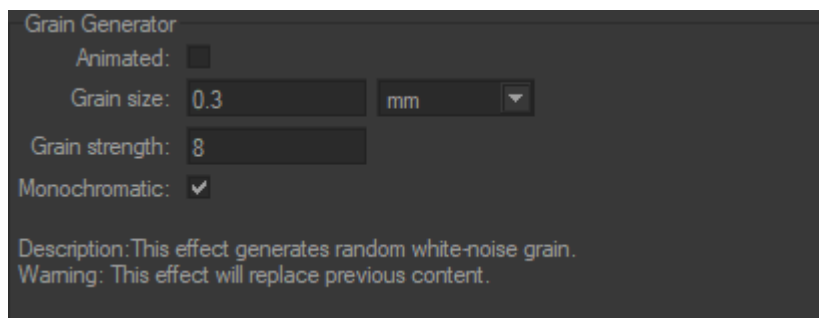 Grain Generator
Animated:
Grain size: 0.3 mm
Grain strength: 8
Monochromatic:
Description:This effect generates random white-noise grain.
Warning: This effect will replace previous content.